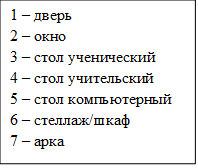 1 – дверь
2 – окно
3 – стол ученический
4 – стол учительский
5 – стол компьютерный
6 – стеллаж/шкаф
7 – арка